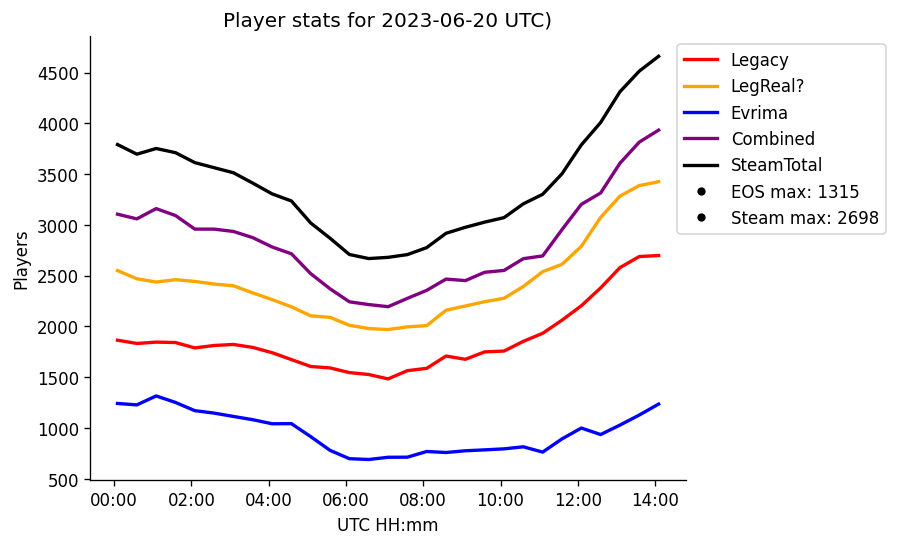 Player stats for 2023-06-20 UTC)
Legacy
LegReal?
Evrima
Combined
SteamTotal
EOS max: 1315
Steam max: 2698
Players
4500
4000
3500
3000
2500
2000
1500
1000
500
00:00 02:00 04:00 06:00 08:00 10:00 12:00 14:00
UTC HH:mm